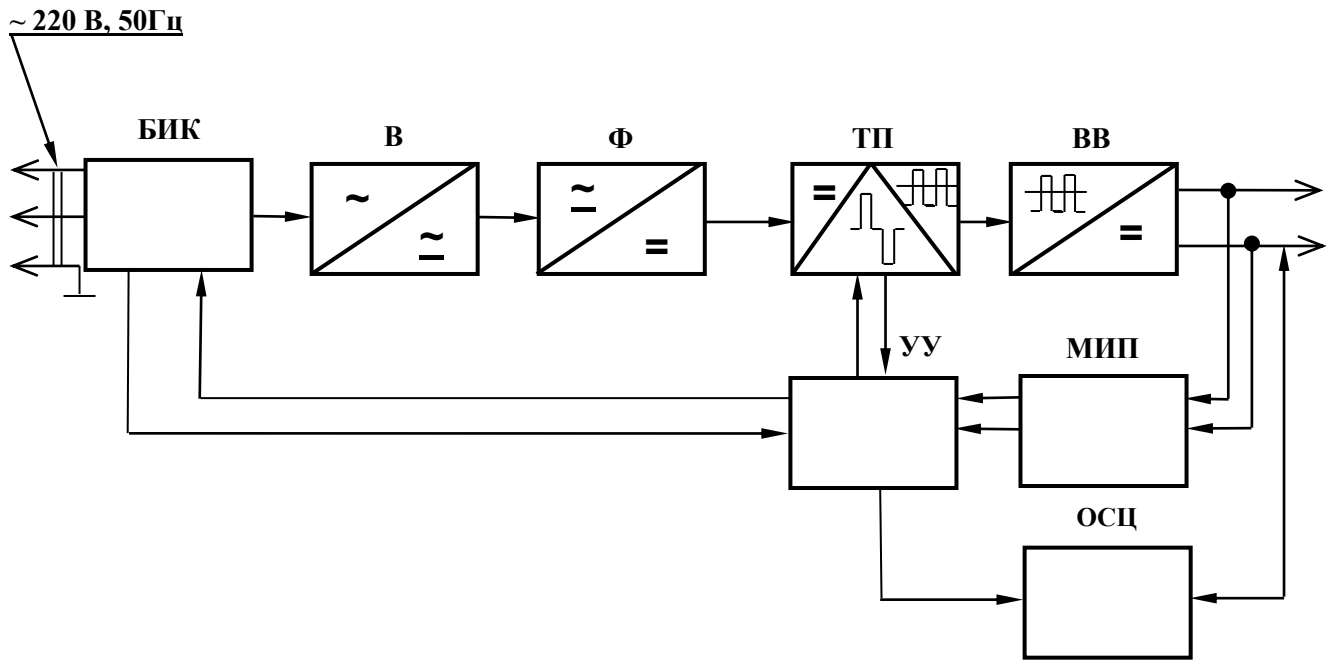 ~ 220 В, 50Гц
БИК
В
Ф
ТП
ВВ
~
≂
≂
=
=
=
УУ
МИП
ОСЦ